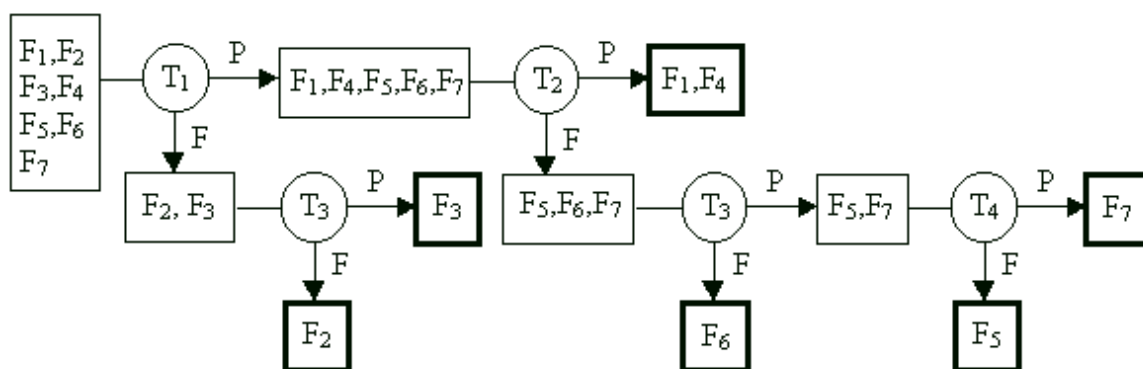 F1,F2
F3,F4
F5,F6
F7
T1
P
F1,F4,F5,F6,F7
T2
P
F1,F4
F
F
F2, F3
T3
P
F3
F5,F6,F7
T3
P
F5,F7
T4
P
F7
F
F
F
F2
F6
F5